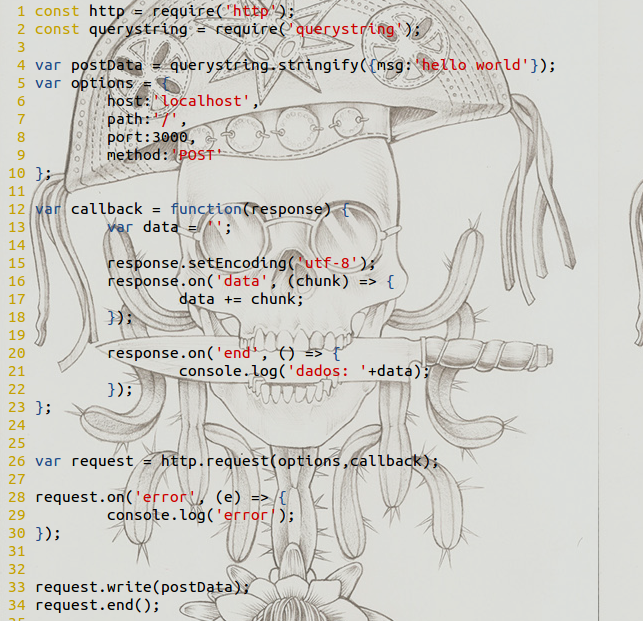 1 const http = require('http');
2 const querystring = require('querystring');
3
4 var postData = querystring.stringify({msg:'hello world'});
5 var options = {
6         host:'localhost',
7         path:'/',
8         port:3000,
9         method:'POST'
10 };
11
12 var callback = function(response) {
13         var data = '';
14
15         response.setEncoding('utf-8');
16         response.on('data', (chunk) => {
17                 data += chunk;
18         });
19
20         response.on('end', () => {
21                 console.log('dados: '+data);
22         });
23 };
24
25
26 var request = http.request(options,callback);
27
28 request.on('error', (e) => {
29         console.log('error');
30 });
31
32
33 request.write(postData);
34 request.end();